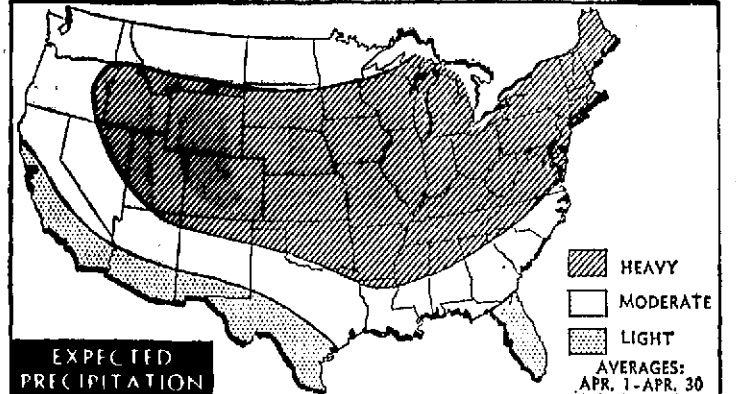 HEAVY
MODERATE
LIGHT
AVERAGES:
APR. 1-APR. 30
EXPECTED
PRECIPITATION